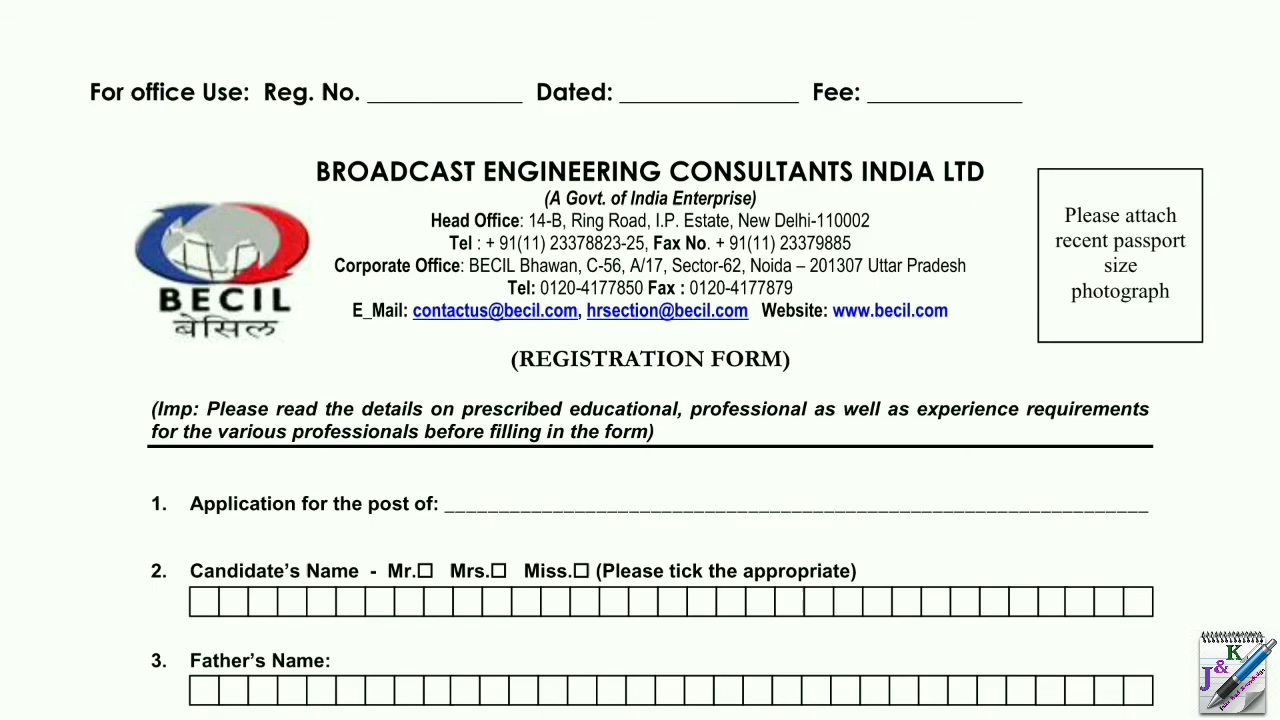 For office Use: Reg. No. ____________ Dated: ______________ Fee: ____________
BROADCAST ENGINEERING CONSULTANTS INDIA LTD
(A Govt. of India Enterprise)
Head Office: 14-B, Ring Road, I.P. Estate, New Delhi-110002
Tel : + 91(11) 23378823-25, Fax No. + 91(11) 23379885
Corporate Office: BECIL Bhawan, C-56, A/17, Sector-62, Noida – 201307 Uttar Pradesh
Tel: 0120-4177850 Fax : 0120-4177879
E_Mail: contactus@becil.com, hrsection@becil.com Website: www.becil.com
BECIL
बेसिल
Please attach
recent passport
size
photograph
(REGISTRATION FORM)
(Imp: Please read the details on prescribed educational, professional as well as experience requirements
for the various professionals before filling in the form)
1. Application for the post of: ________________________________________________________________
2. Candidate’s Name - Mr.☐ Mrs.☐ Miss.☐ (Please tick the appropriate)
3. Father’s Name:
J&K